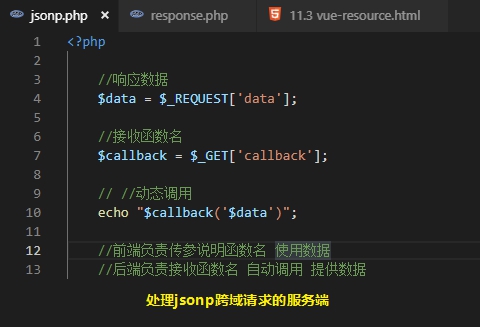 jsonp.php × response.php 11.3 vue-resource.html
1 <?php
2
3 //响应数据
4 $data = $_REQUEST['data'];
5
6 //接收函数名
7 $callback = $_GET['callback'];
8
9 // //动态调用
10 echo "$callback('$data')";
11
12 //前端负责传参说明函数名 使用数据
13 //后端负责接收函数名 自动调用 提供数据
处理jsonp跨域请求的服务端